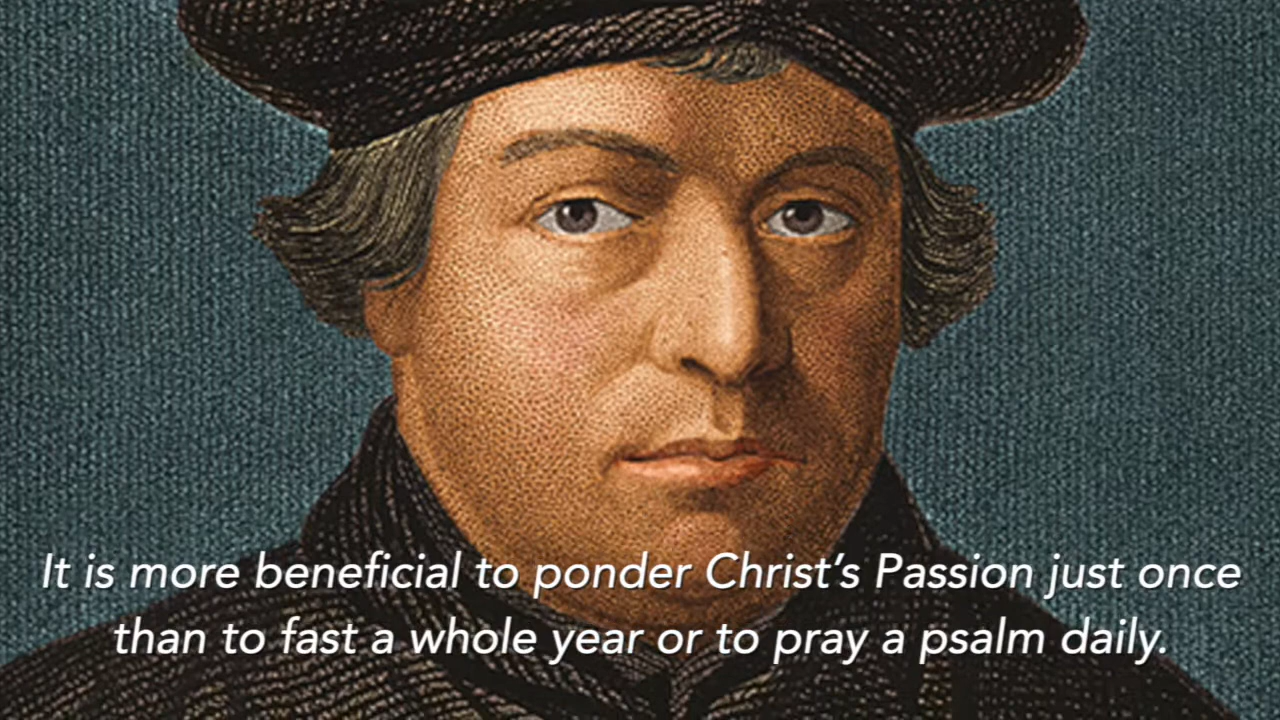 It is more beneficial to ponder Christ's Passion just once
than to fast a whole year or to pray a psalm daily.